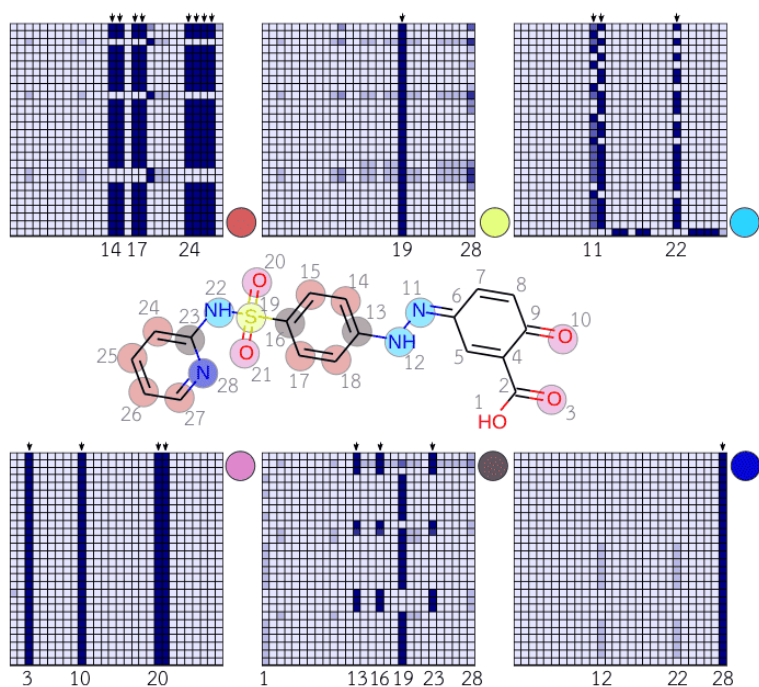 14 17 24
19 28
11 22
20
22 15 14 11 7 8
O NH S 19 N
24 23 13 6 9 10
25 16 NH O
N O 12 5 4
28 21 17 18 2
26 27 1 O
HO 3
3 10 20
1 13 16 19 23 28
12 22 28